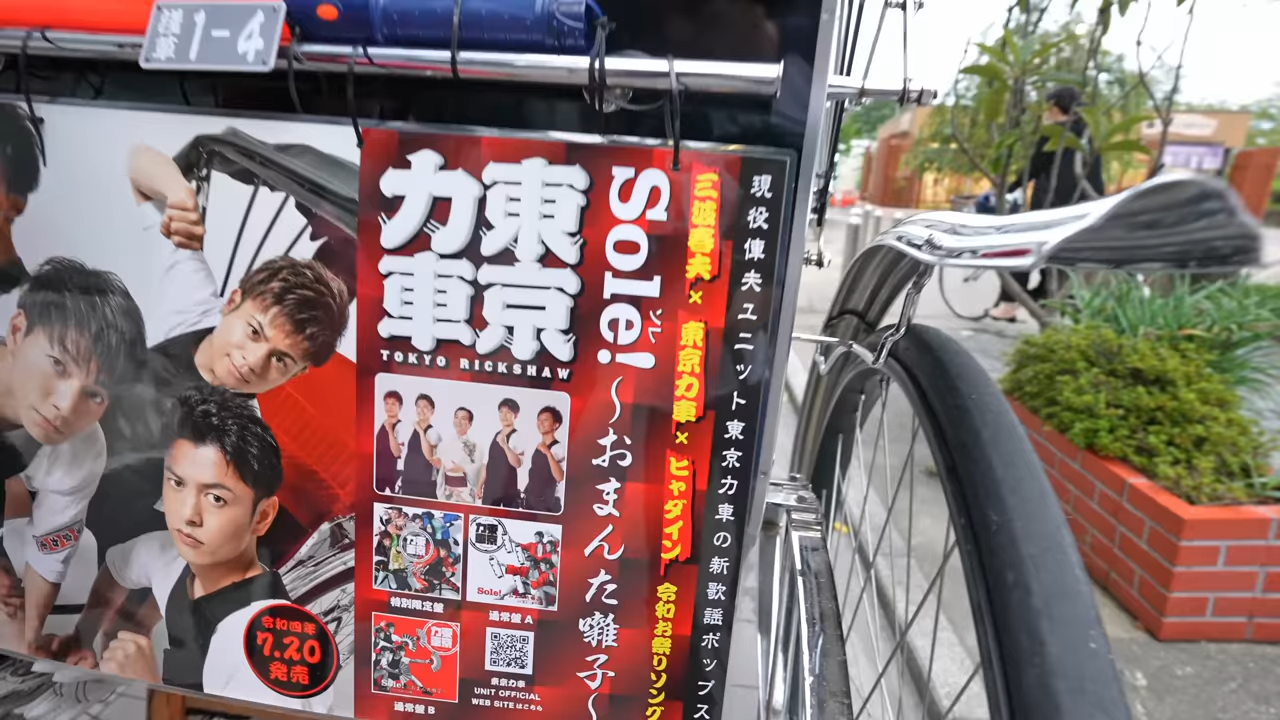 浅草
1-4
現役俥夫ユニット東京力車の新歌謡ポップス
三波春夫×東京力車×ヒャダイン 令和お祭りソング
Sole!
ソレ
〜おまんた囃子〜
東京
力車
TOKYO RICKSHAW
特別限定盤
Sole!
通常盤 A
Sole!
通常盤 B
東京力車
UNIT OFFICIAL
WEB SITE はこちら
令和四年
7.20
発売